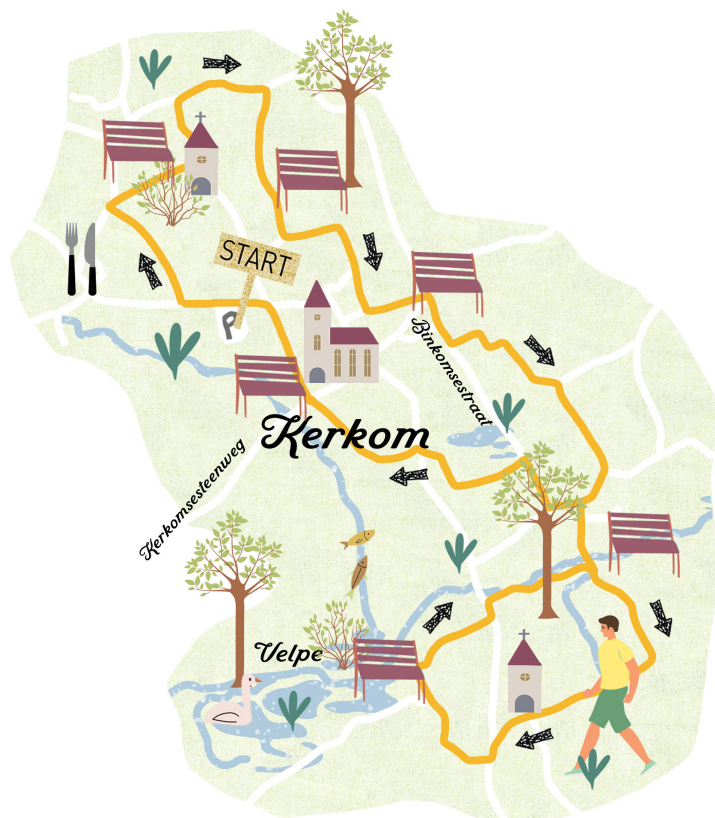 START
P
Binkomsestraat
Kerkom
Kerkomsesteenweg
Velpe